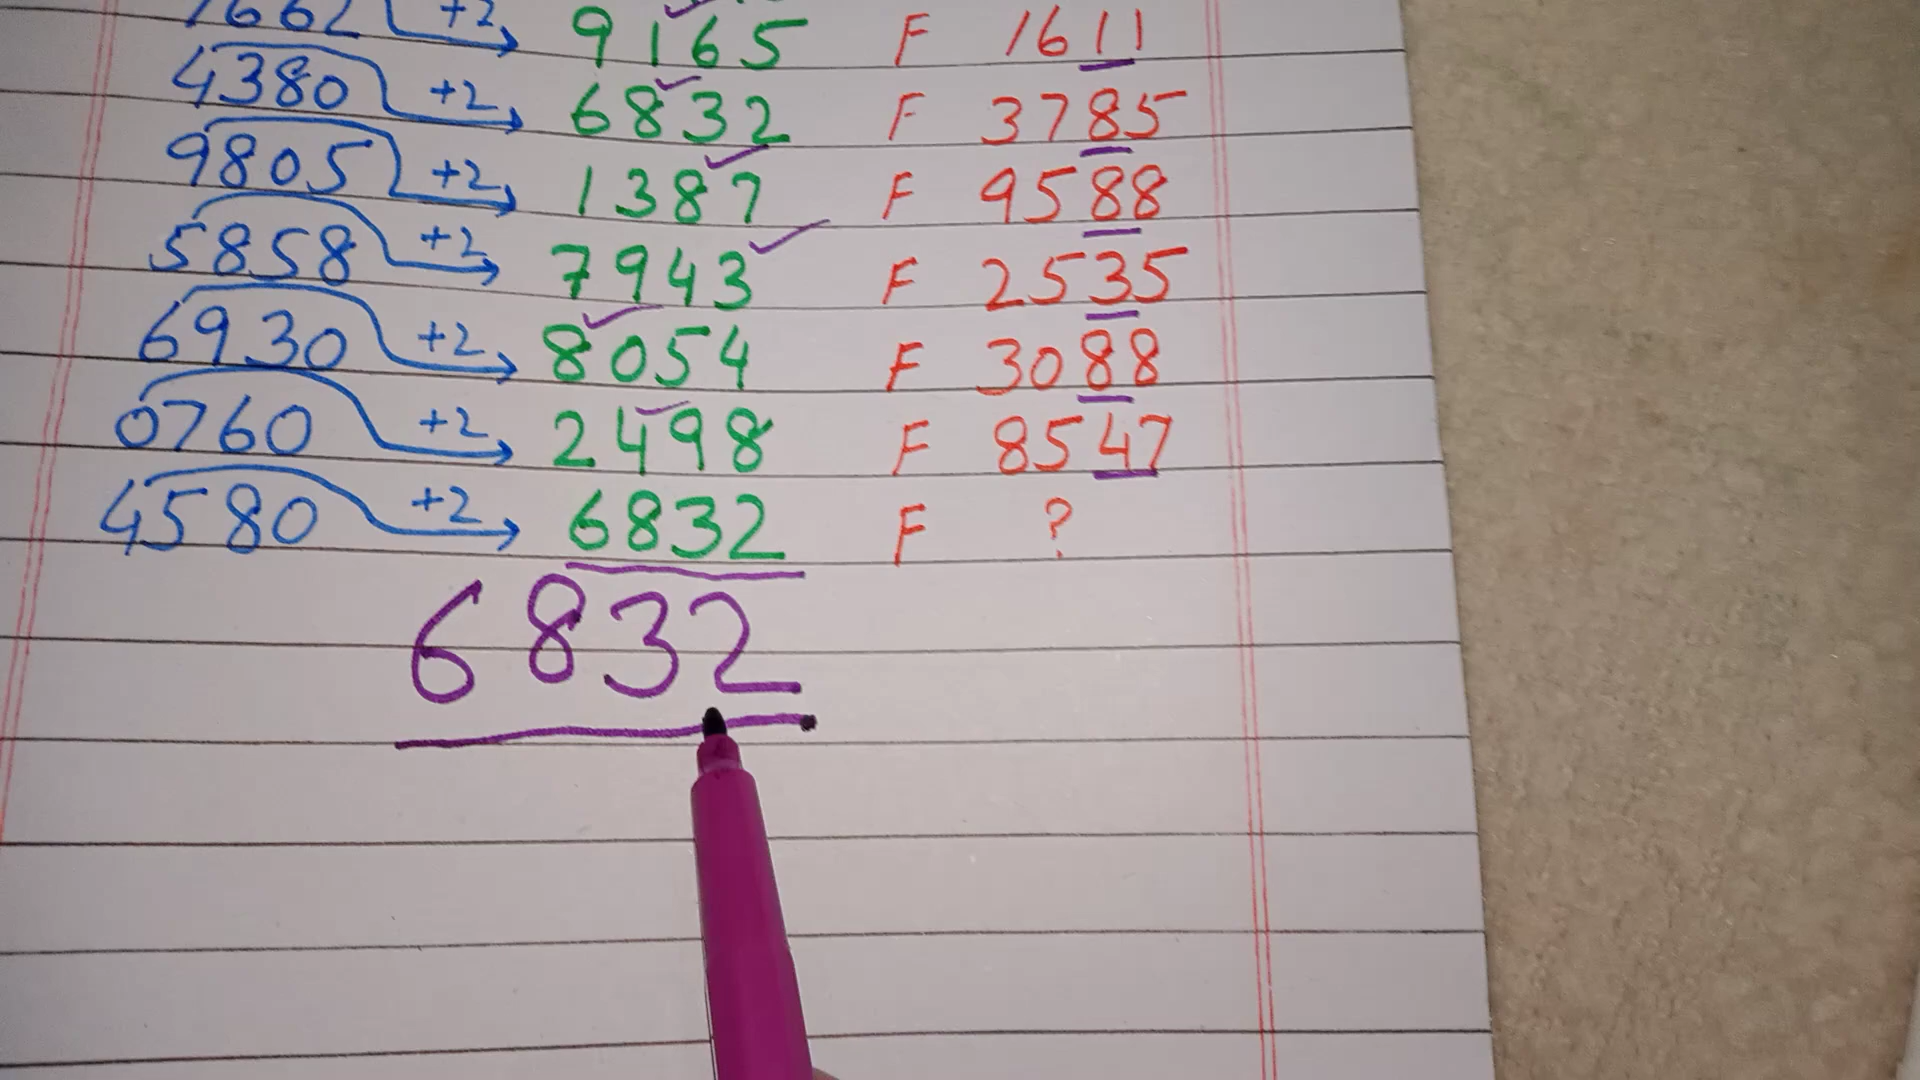 1662 +2 9165 F 1611
4380 +2 6832 F 3785
9805 +2 1387 F 9588
5858 +2 7943 F 2535
6930 +2 8054 F 3088
0760 +2 2498 F 8547
4580 +2 6832 F ?
6832